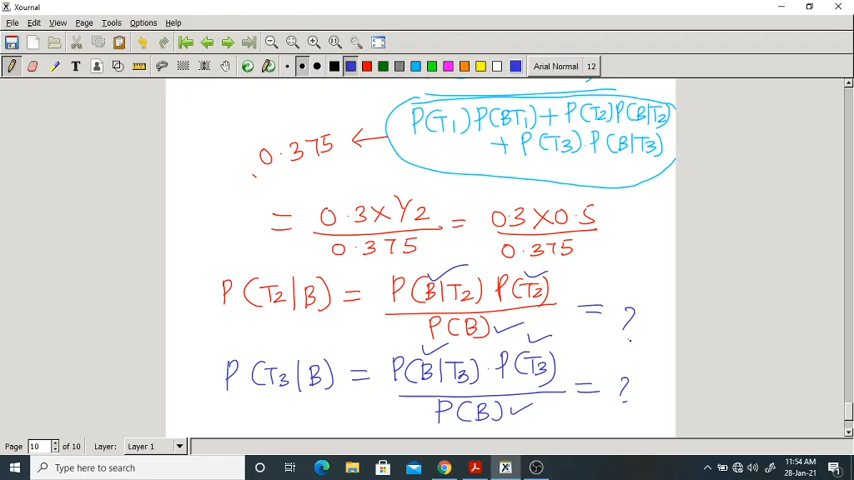 Xournal
File Edit View Page Tools Options Help
Arial Normal 12
P(T1) P(BT1) + P(T2) P(B|T2)
+ P(T3) . P(B|T3)
0.375 ←
= 0.3 X 1/2 / 0.375 = 0.3 X 0.5 / 0.375
P(T2|B) = P(B|T2) P(T2) / P(B) = ?
P(T3|B) = P(B|T3) . P(T3) / P(B) = ?
Page 10 of 10 Layer: Layer 1
Type here to search
11:54 AM
28-Jan-21